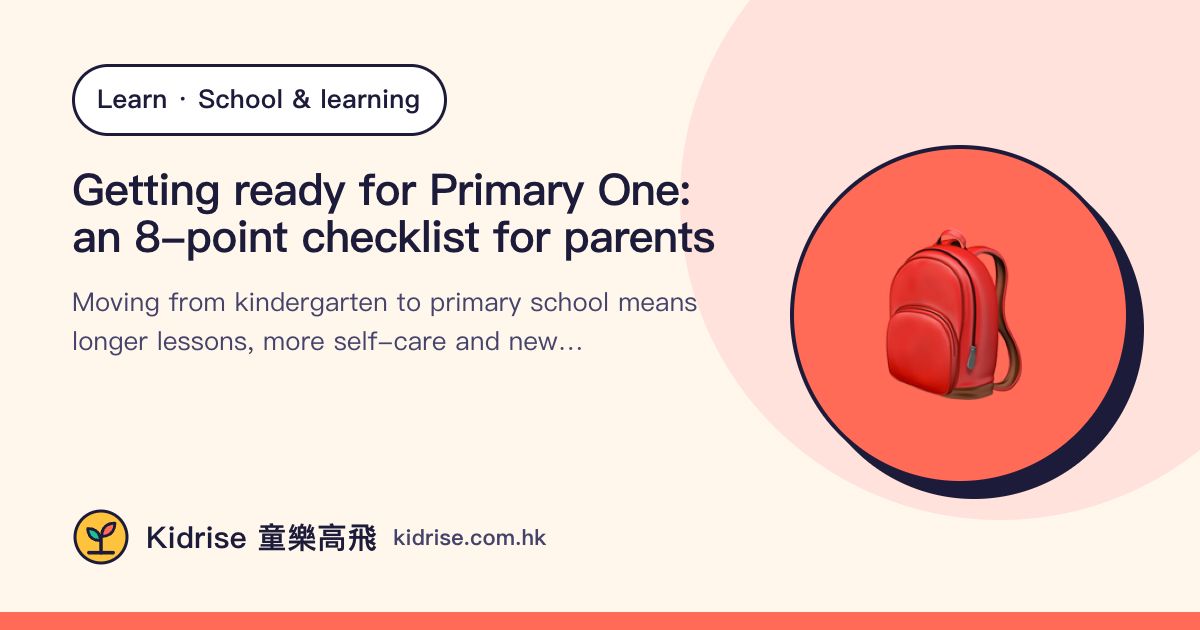 Learn · School & learning
Getting ready for Primary One:
an 8–point checklist for parents
Moving from kindergarten to primary school means
longer lessons, more self–care and new…
Kidrise 童樂高飛 kidrise.com.hk